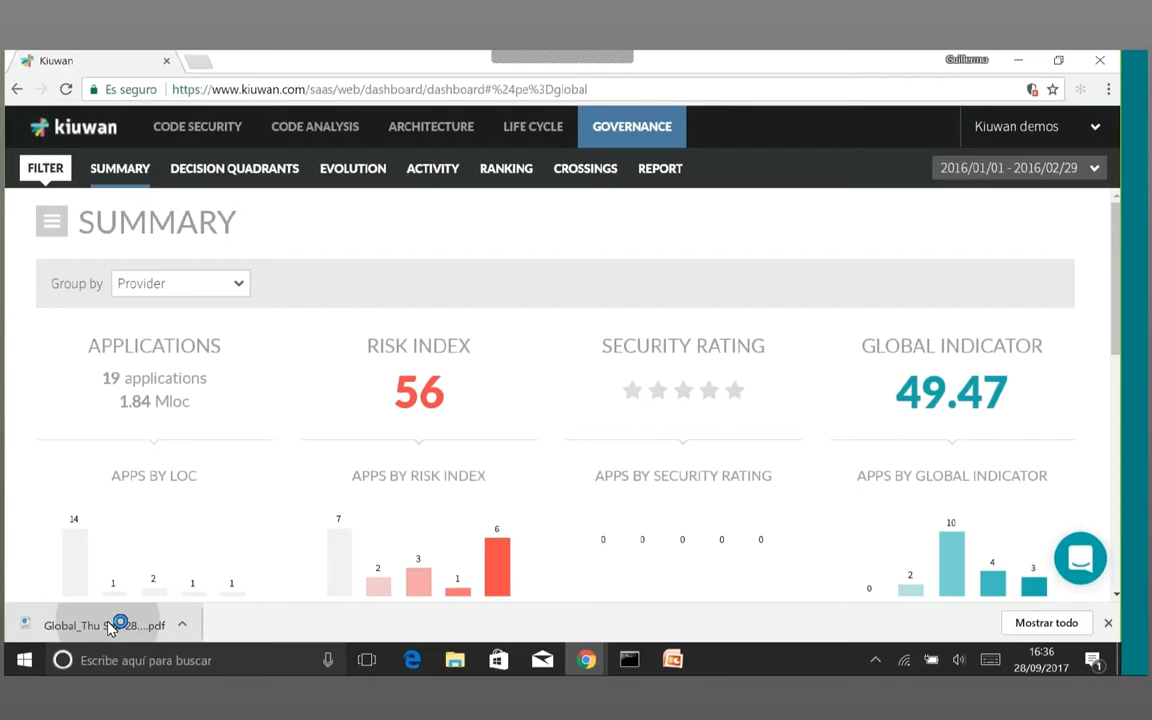 Kiuwan
Guillermo
Es seguro https://www.kiuwan.com/saas/web/dashboard/dashboard#%24pe%3Dglobal
kiuwan CODE SECURITY CODE ANALYSIS ARCHITECTURE LIFE CYCLE GOVERNANCE Kiuwan demos
FILTER SUMMARY DECISION QUADRANTS EVOLUTION ACTIVITY RANKING CROSSINGS REPORT 2016/01/01 - 2016/02/29
SUMMARY
Group by Provider
APPLICATIONS RISK INDEX SECURITY RATING GLOBAL INDICATOR
19 applications
1.84 Mloc
56 49.47
APPS BY LOC APPS BY RISK INDEX APPS BY SECURITY RATING APPS BY GLOBAL INDICATOR
14 1 2 1 1
7 2 3 1 6
0 0 0 0 0
0 2 10 4 3
Global_Thu 28....pdf Mostrar todo
Escribe aquí para buscar
16:36
28/09/2017
1